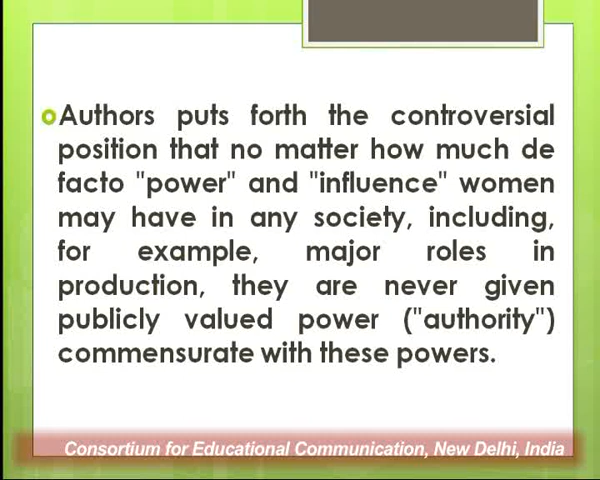 Authors puts forth the controversial
position that no matter how much de
facto "power" and "influence" women
may have in any society, including,
for example, major roles in
production, they are never given
publicly valued power ("authority")
commensurate with these powers.
Consortium for Educational Communication, New Delhi, India